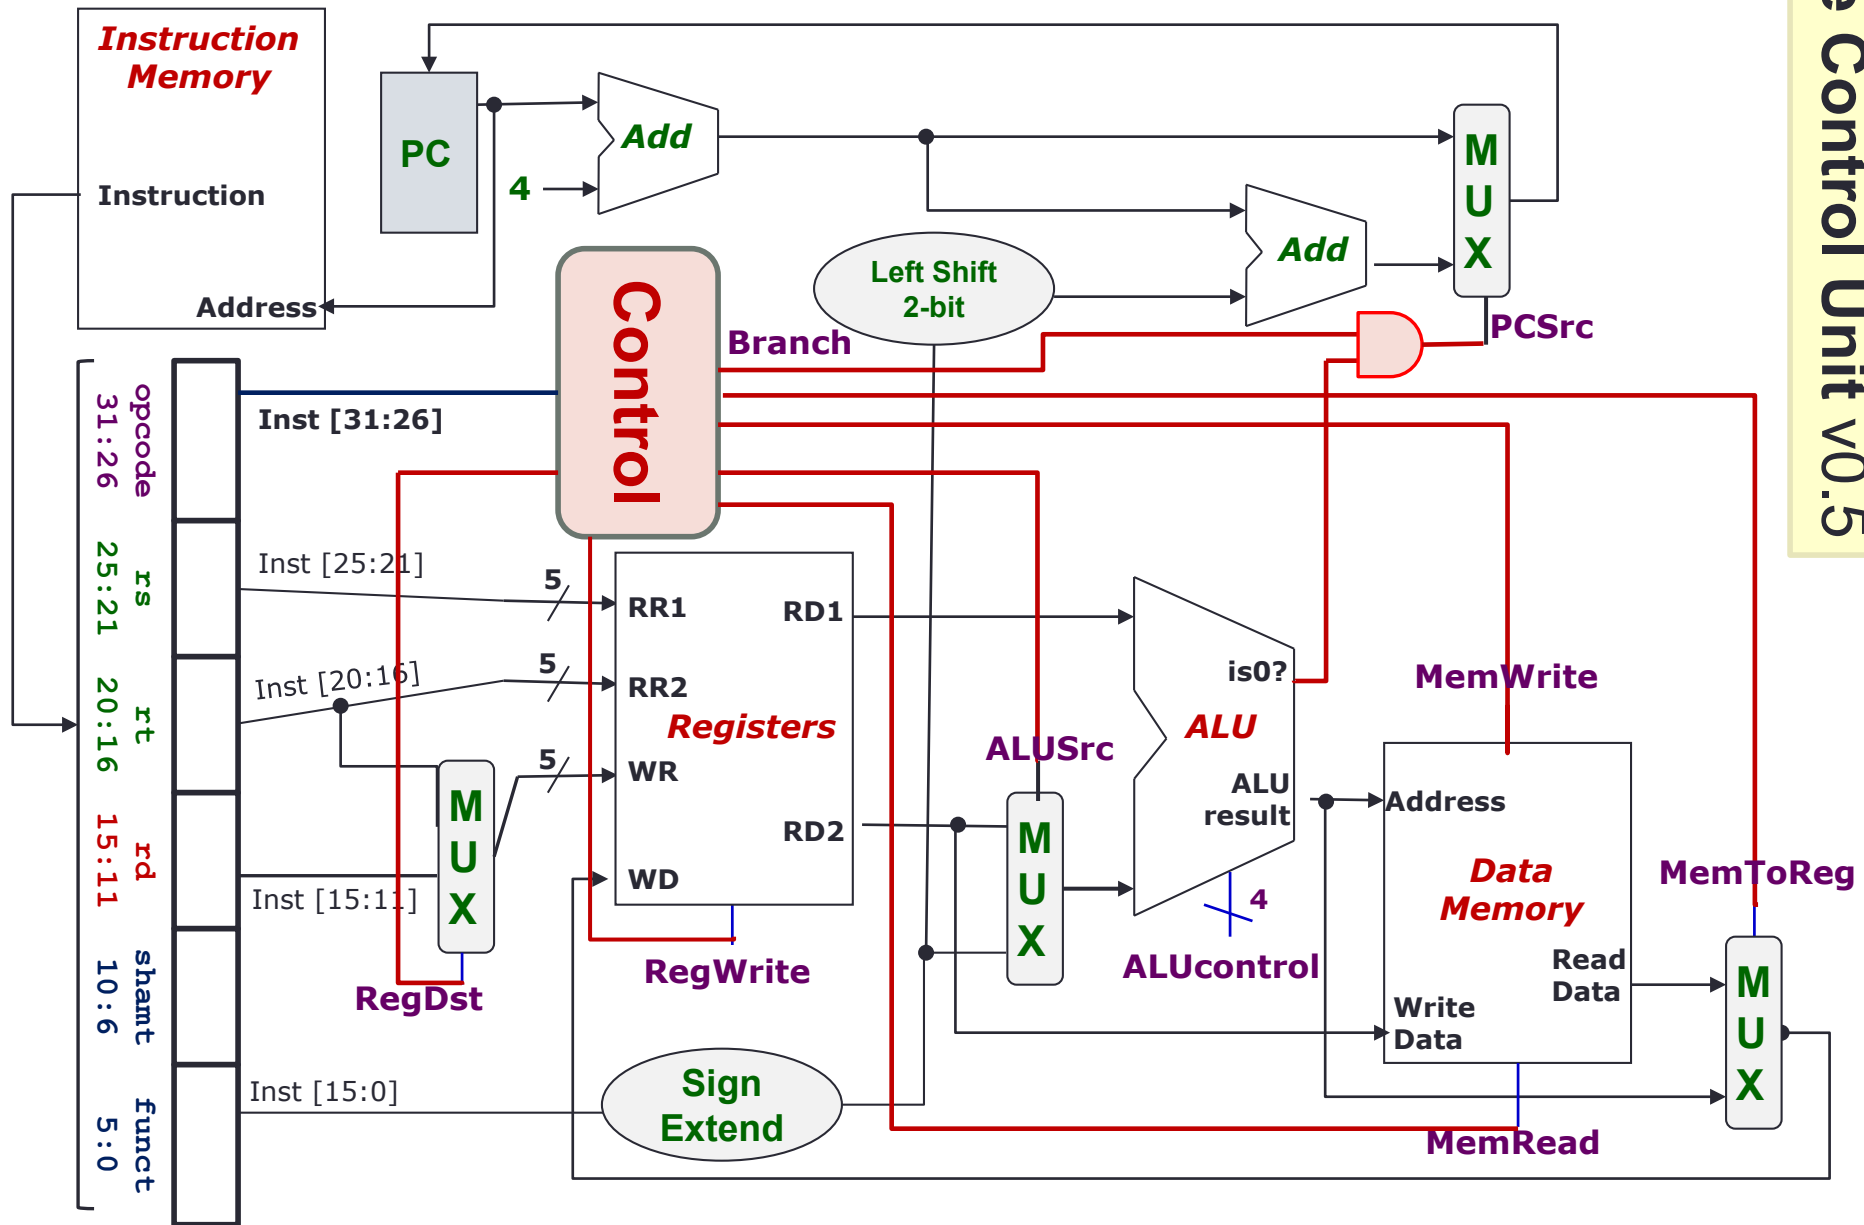 Instruction
Memory
Instruction
Address
PC
4
Add
Add
M
U
X
Left Shift
2-bit
Control
Branch
PCSrc
Control Unit v0.5
opcode
31:26
Inst [31:26]
rs
25:21
Inst [25:21]
5
rt
20:16
Inst [20:16]
5
rd
15:11
Inst [15:11]
5
shamt
10:6
funct
5:0
Inst [15:0]
M
U
X
RegDst
RR1
RR2
WR
WD
RD1
RD2
Registers
RegWrite
Sign
Extend
ALUSrc
M
U
X
is0?
ALU
ALU
result
4
ALUcontrol
MemWrite
Address
Data
Memory
Read
Data
Write
Data
MemRead
MemToReg
M
U
X